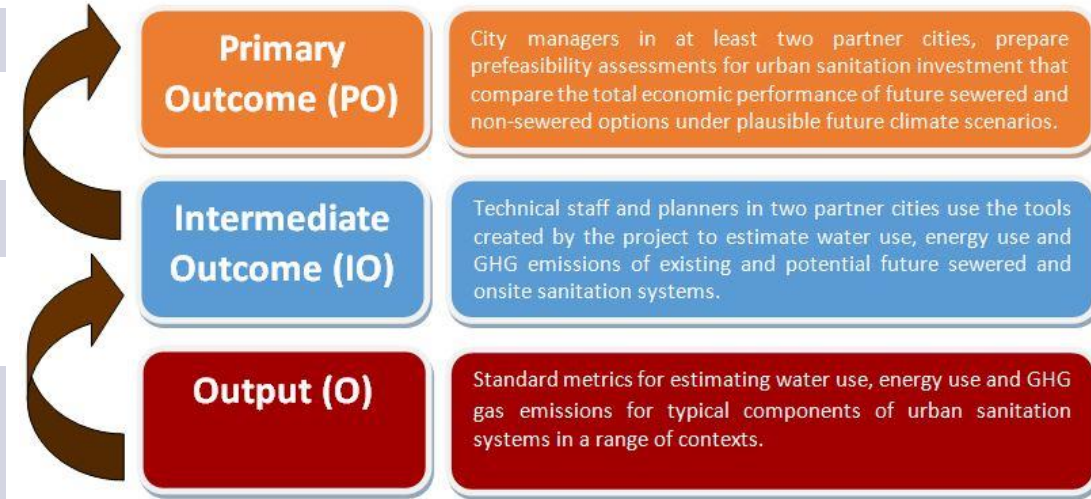 Primary
Outcome (PO)
City managers in at least two partner cities, prepare
prefeasibility assessments for urban sanitation investment that
compare the total economic performance of future sewered and
non-sewered options under plausible future climate scenarios.
Intermediate
Outcome (IO)
Technical staff and planners in two partner cities use the tools
created by the project to estimate water use, energy use and
GHG emissions of existing and potential future sewered and
onsite sanitation systems.
Output (O)
Standard metrics for estimating water use, energy use and GHG
gas emissions for typical components of urban sanitation
systems in a range of contexts.